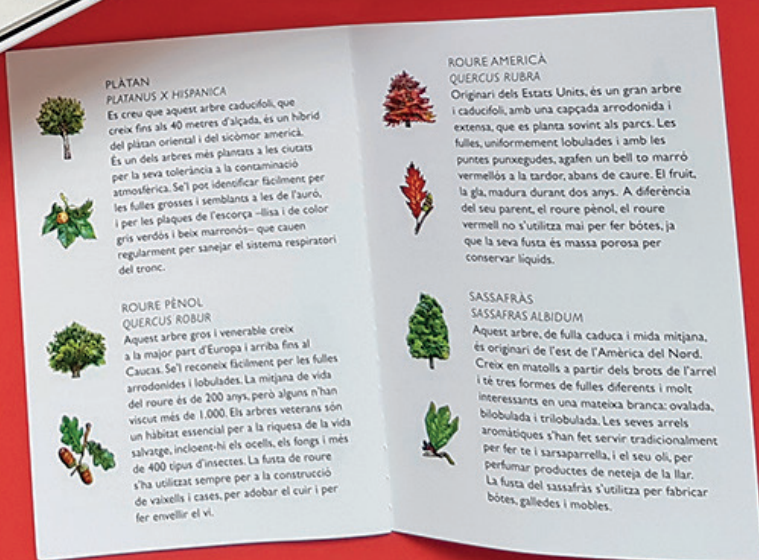 PLÀTAN
PLATANUS X HISPANICA
Es creu que aquest arbre caducifoli, que
creix fins als 40 metres d'alçada, és un híbrid
del plàtan oriental i del sicòmor americà.
És un dels arbres més plantats a les ciutats
per la seva tolerància a la contaminació
atmosfèrica. Se'l pot identificar fàcilment per
les fulles grosses i semblants a les de l'auró,
i per les plaques de l'escorça –llisa i de color
gris verdós i beix marronós– que cauen
regularment per sanejar el sistema respiratori
del tronc.
ROURE PÈNOL
QUERCUS ROBUR
Aquest arbre gros i venerable creix
a la major part d'Europa i arriba fins al
Caucas. Se'l reconeix fàcilment per les fulles
arrodonides i lobulades. La mitjana de vida
del roure és de 200 anys, però alguns n'han
viscut més de 1.000. Els arbres veterans són
un hàbitat essencial per a la riquesa de la vida
salvatge, incloent-hi els ocells, els fongs i més
de 400 tipus d'insectes. La fusta de roure
s'ha utilitzat sempre per a la construcció
de vaixells i cases, per adobar el cuir i per
fer envellir el vi.
ROURE AMERICÀ
QUERCUS RUBRA
Originari dels Estats Units, és un gran arbre
i caducifoli, amb una capçada arrodonida i
extensa, que es planta sovint als parcs. Les
fulles, uniformement lobulades i amb les
puntes punxegudes, agafen un bell to marró
vermellós a la tardor, abans de caure. El fruit,
la gla, madura durant dos anys. A diferència
del seu parent, el roure pènol, el roure
vermell no s'utilitza mai per fer bótes, ja
que la seva fusta és massa porosa per
conservar líquids.
SASSAFRÀS
SASSAFRAS ALBIDUM
Aquest arbre, de fulla caduca i mida mitjana,
és originari de l'est de l'Amèrica del Nord.
Creix en matolls a partir dels brots de l'arrel
i té tres formes de fulles diferents i molt
interessants en una mateixa branca: ovalada,
bilobulada i trilobulada. Les seves arrels
aromàtiques s'han fet servir tradicionalment
per fer te i sarsaparrella, i el seu oli, per
perfumar productes de neteja de la llar.
La fusta del sassafràs s'utilitza per fabricar
bótes, galledes i mobles.